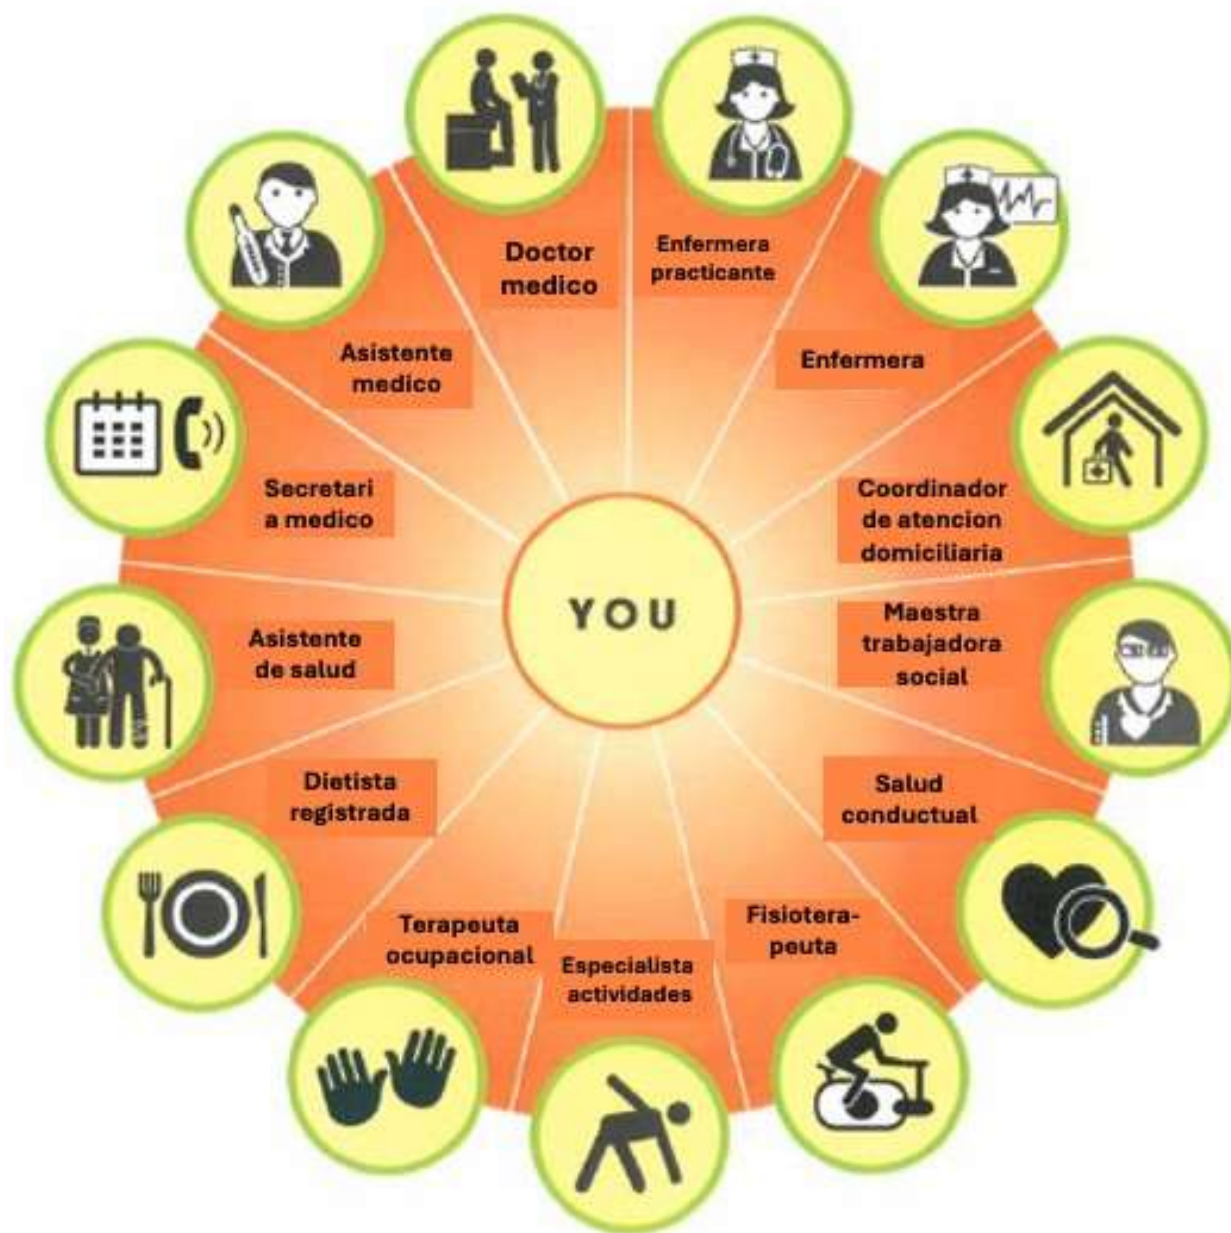 Doctor
medico
Enfermera
practicante
Enfermera
Coordinador
de atencion
domiciliaria
Maestra
trabajadora
social
Salud
conductual
Fisiotera-
peuta
Especialista
actividades
Terapeuta
ocupacional
Dietista
registrada
Asistente
de salud
Secretari
a medico
Asistente
medico
YOU